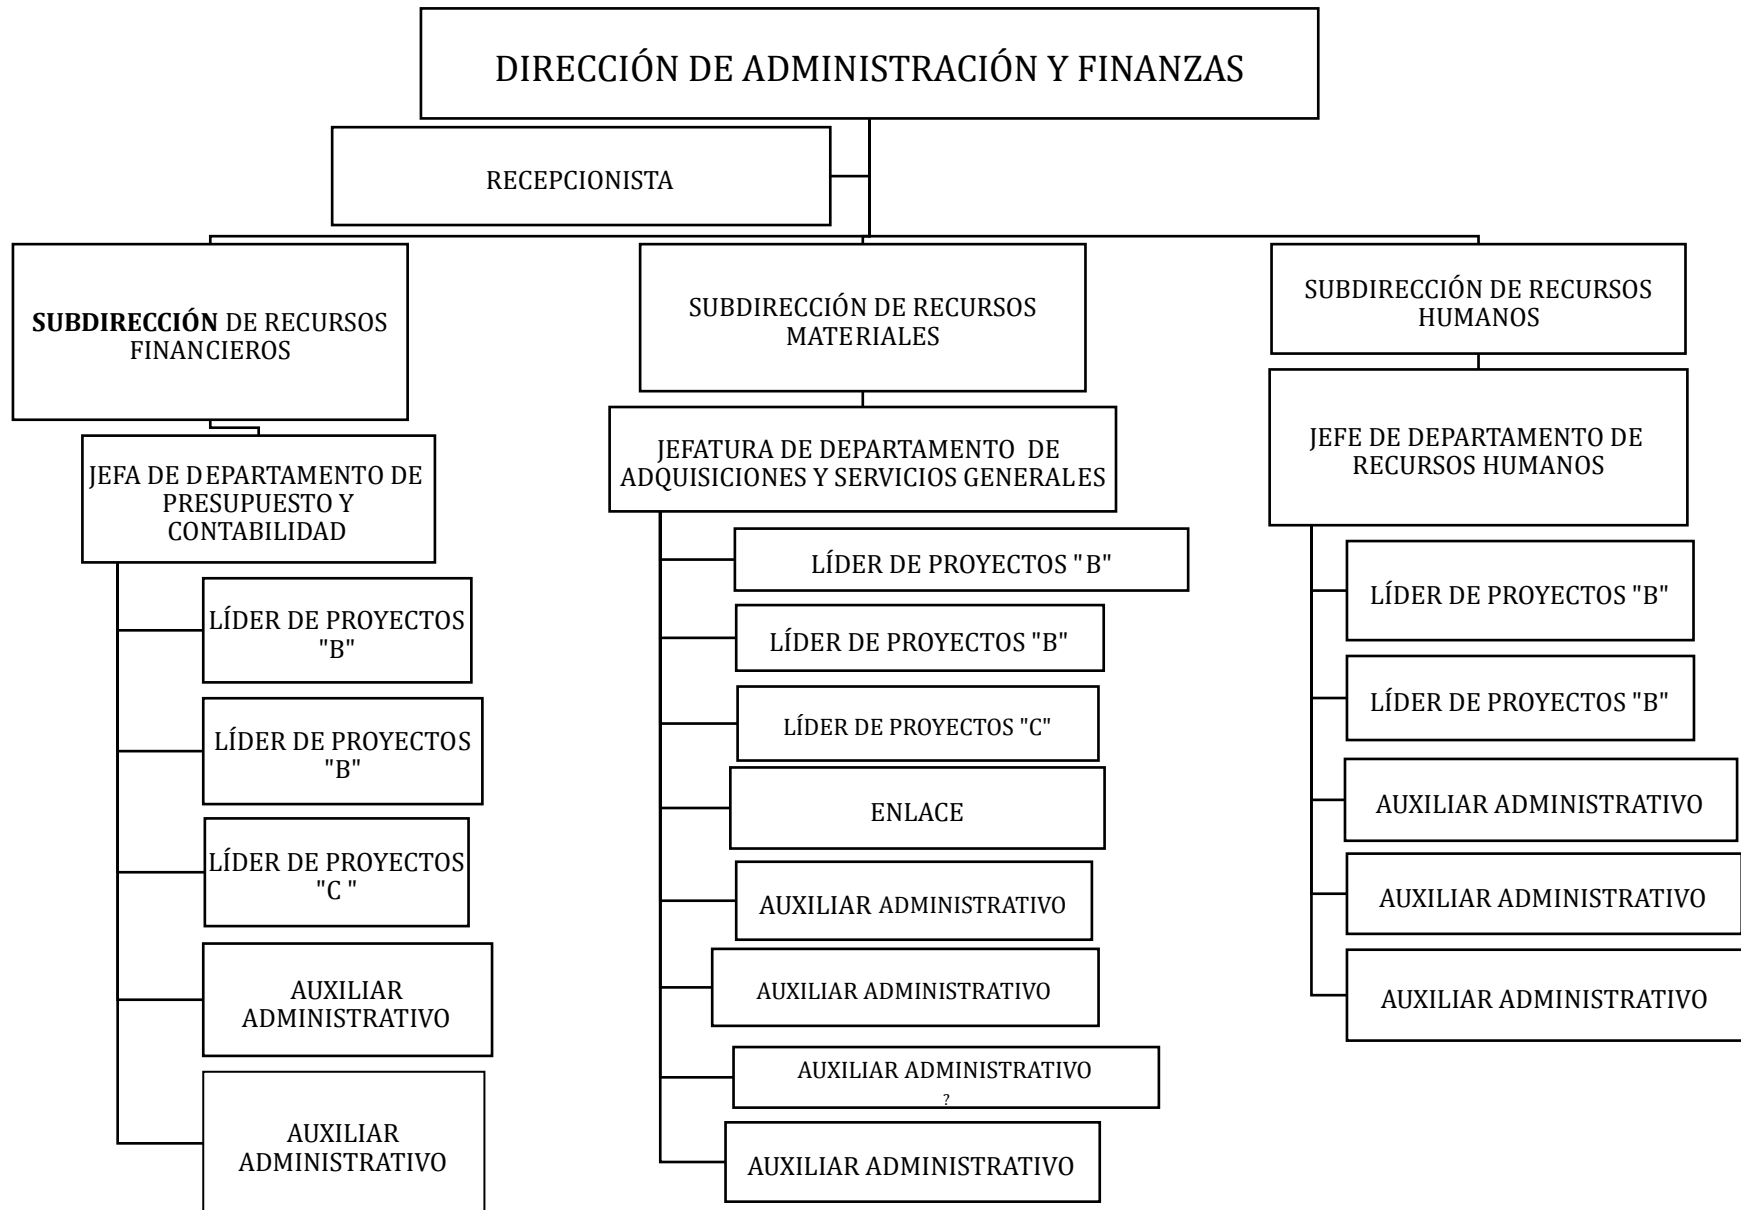 DIRECCIÓN DE ADMINISTRACIÓN Y FINANZAS
RECEPCIONISTA
SUBDIRECCIÓN DE RECURSOS
FINANCIEROS
JEFA DE DEPARTAMENTO DE
PRESUPUESTO Y
CONTABILIDAD
LÍDER DE PROYECTOS
"B"
LÍDER DE PROYECTOS
"B"
LÍDER DE PROYECTOS
"C "
AUXILIAR
ADMINISTRATIVO
AUXILIAR
ADMINISTRATIVO
SUBDIRECCIÓN DE RECURSOS
MATERIALES
JEFATURA DE DEPARTAMENTO  DE
ADQUISICIONES Y SERVICIOS GENERALES
LÍDER DE PROYECTOS "B"
LÍDER DE PROYECTOS "B"
LÍDER DE PROYECTOS "C"
ENLACE
AUXILIAR ADMINISTRATIVO
AUXILIAR ADMINISTRATIVO
AUXILIAR ADMINISTRATIVO
?
AUXILIAR ADMINISTRATIVO
SUBDIRECCIÓN DE RECURSOS
HUMANOS
JEFE DE DEPARTAMENTO DE
RECURSOS HUMANOS
LÍDER DE PROYECTOS "B"
LÍDER DE PROYECTOS "B"
AUXILIAR ADMINISTRATIVO
AUXILIAR ADMINISTRATIVO
AUXILIAR ADMINISTRATIVO